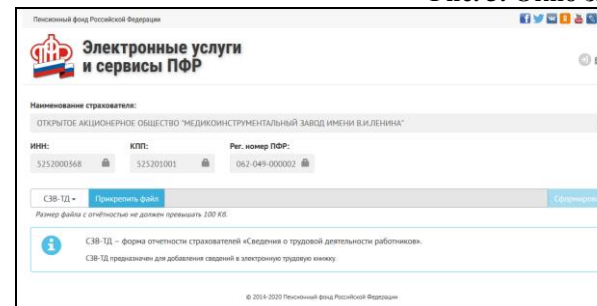 Пенсионный фонд Российской Федерации
Электронные услуги
и сервисы ПФР
Наименование страхователя:
ОТКРЫТОЕ АКЦИОНЕРНОЕ ОБЩЕСТВО "МЕДИКОИНСТРУМЕНТАЛЬНЫЙ ЗАВОД ИМЕНИ В.И.ЛЕНИНА"
ИНН: КПП: Рег. номер ПФР:
5252000368 525201001 062-049-000002
СЗВ-ТД Прикрепить файл
Размер файла с отчётностью не должен превышать 100 Кб.
СЗВ-ТД – форма отчетности страхователей «Сведения о трудовой деятельности работников».
СЗВ-ТД предназначен для добавления сведений в электронную трудовую книжку.
© 2014-2020 Пенсионный фонд Российской Федерации